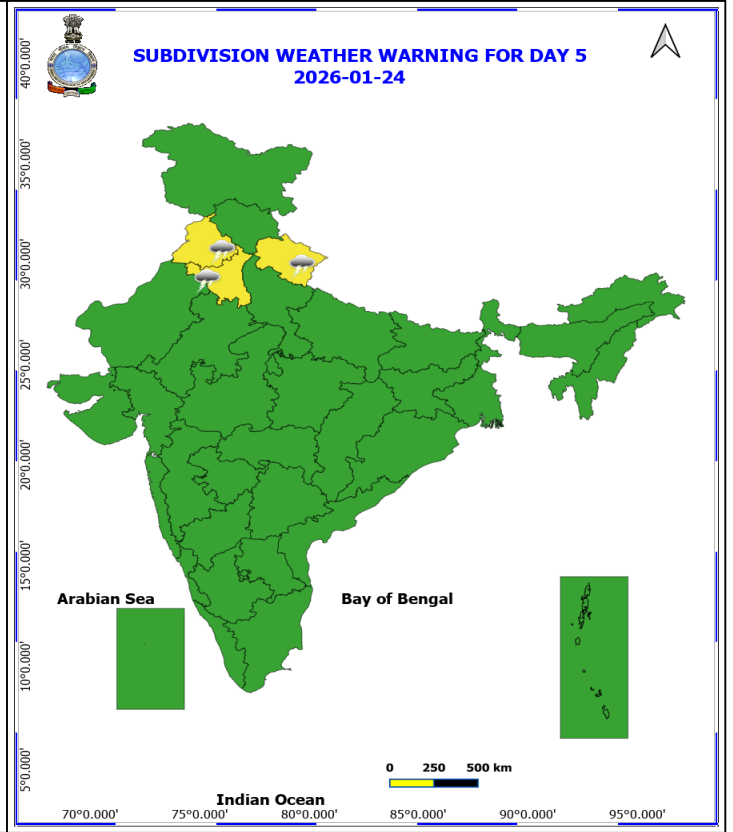 SUBDIVISION WEATHER WARNING FOR DAY 5
2026-01-24
40°0.000'
35°0.000'
30°0.000'
25°0.000'
20°0.000'
15°0.000'
10°0.000'
5°0.000'
Arabian Sea
Bay of Bengal
0 250 500 km
Indian Ocean
70°0.000' 75°0.000' 80°0.000' 85°0.000' 90°0.000' 95°0.000'